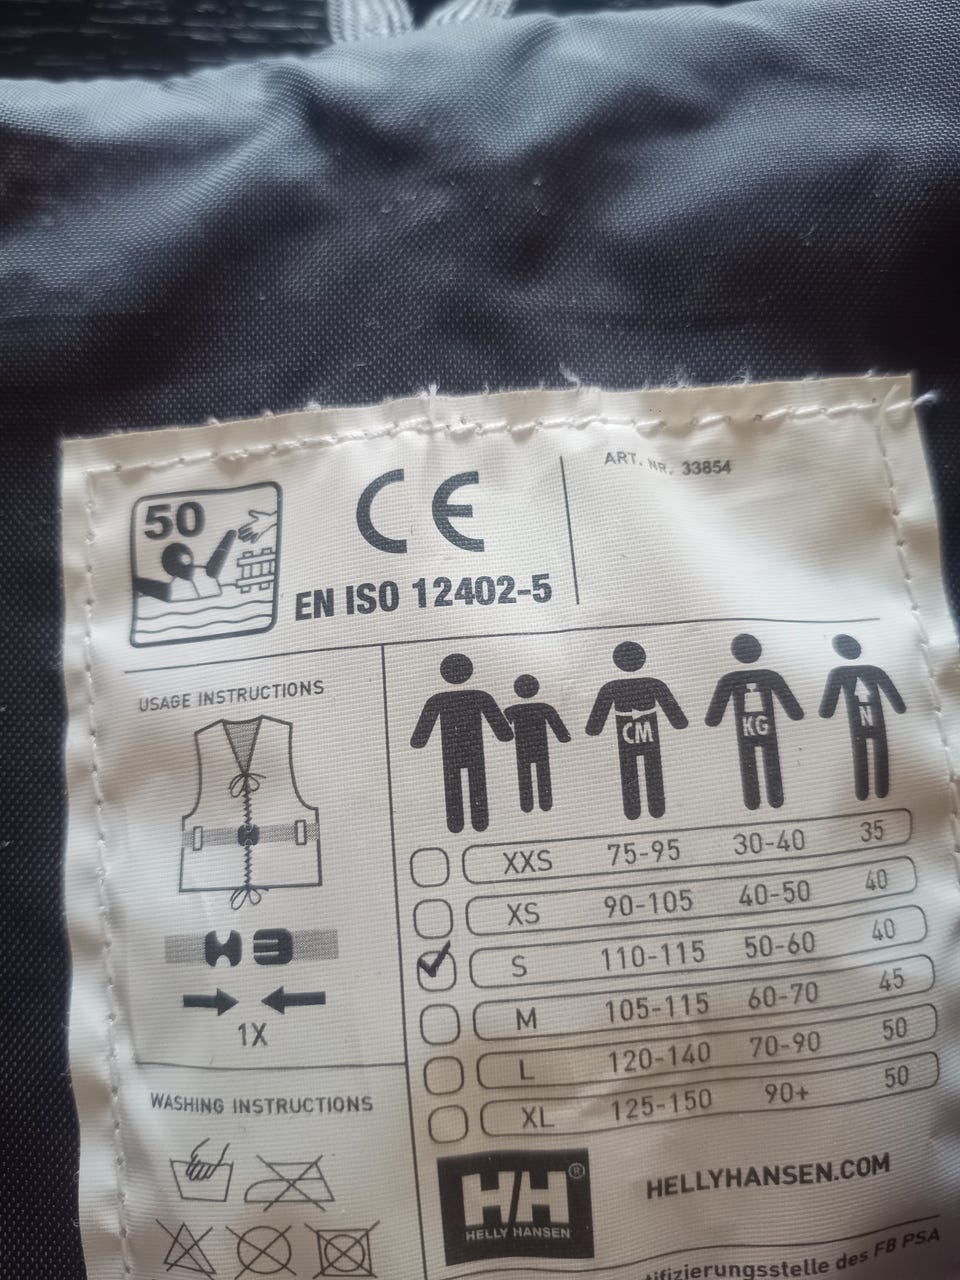 50
CE
EN ISO 12402-5
ART. NR. 33854
USAGE INSTRUCTIONS
1X
WASHING INSTRUCTIONS
CM KG N
XXS 75-95 30-40 35
XS 90-105 40-50 40
S 110-115 50-60 40
M 105-115 60-70 45
L 120-140 70-90 50
XL 125-150 90+ 50
HH®
HELLY HANSEN
HELLYHANSEN.COM
tifizierungsstelle des FB PSA